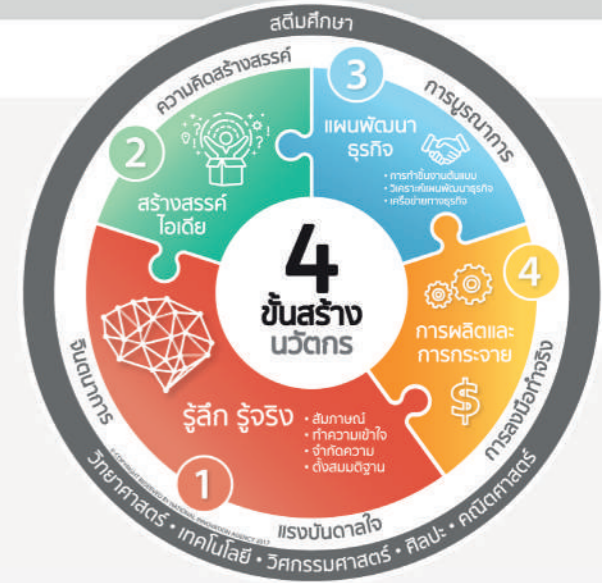 สตีมศึกษา
ความคิดสร้างสรรค์
การบูรณาการ
3
แผนพัฒนา
ธุรกิจ
• การทำชิ้นงานต้นแบบ
• วิเคราะห์แผนพัฒนาธุรกิจ
• เครือข่ายทางธุรกิจ
2
สร้างสรรค์
ไอเดีย
4
ขั้นสร้าง
นวัตกร
4
การผลิตและ
การกระจาย
$
รู้ลึก รู้จริง
• สัมภาษณ์
• ทำความเข้าใจ
• จำกัดความ
• ตั้งสมมติฐาน
1
จินตนาการ
การลงมือทำจริง
แรงบันดาลใจ
© COPYRIGHT RESERVED BY NATIONAL INNOVATION AGENCY 2017
วิทยาศาสตร์ • เทคโนโลยี • วิศกรรมศาสตร์ • ศิลปะ • คณิตศาสตร์